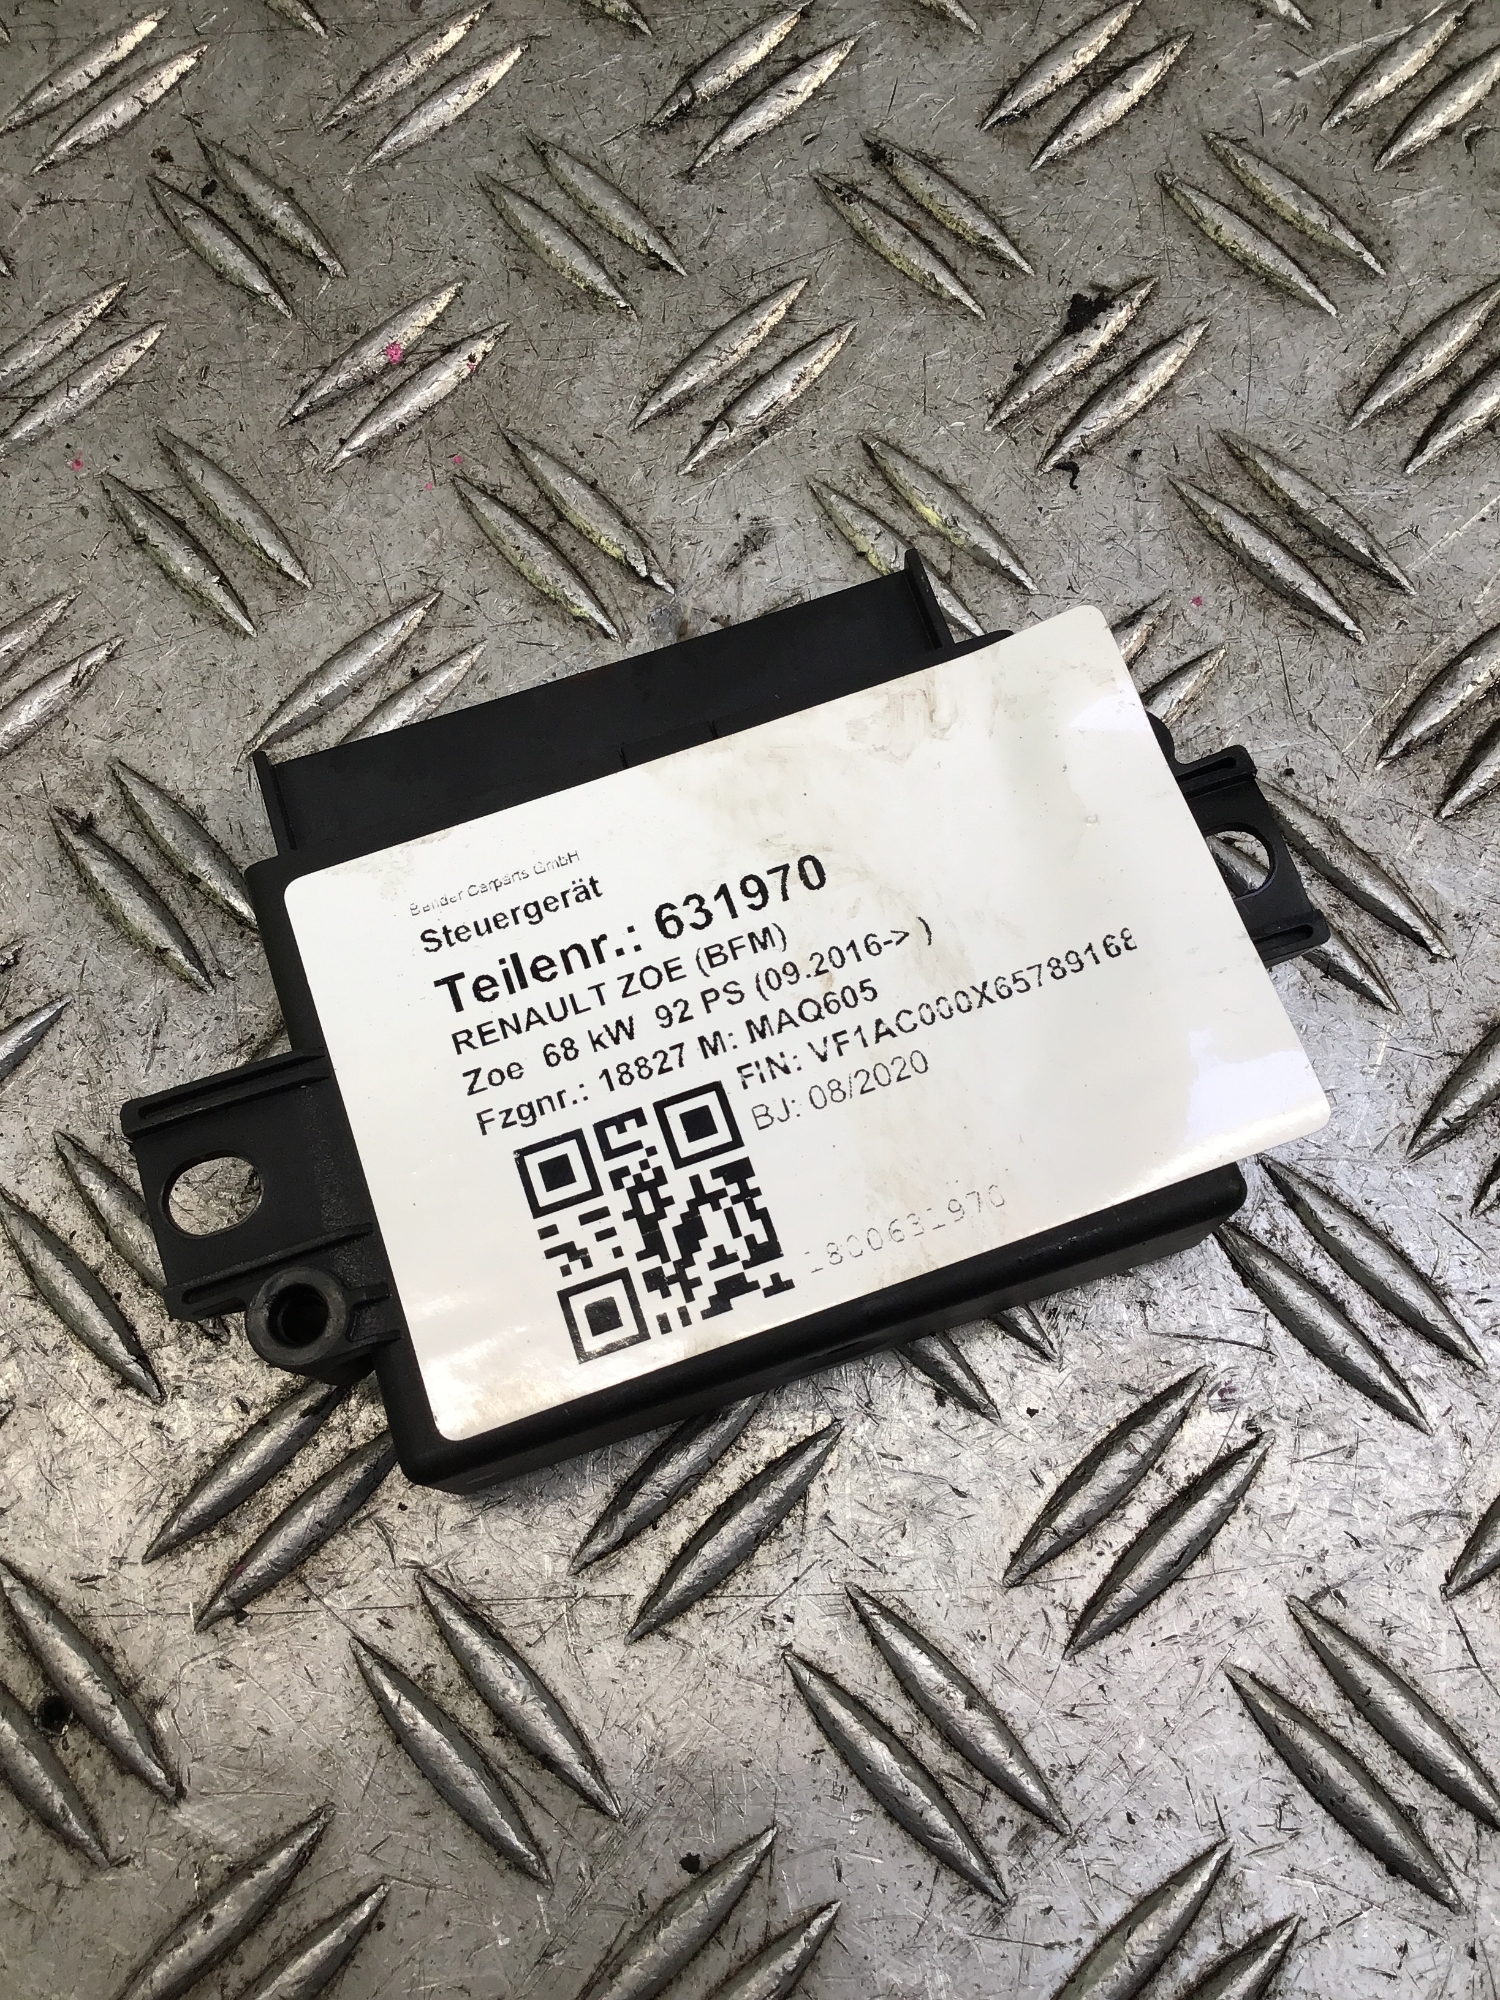 Bender Carparts GmbH
Steuergerät
Teilenr.: 631970
RENAULT ZOE (BFM)
Zoe 68 kW 92 PS (09.2016-> )
Fzgnr.: 18827 M: MAQ605
FIN: VF1AC000X65789168
BJ: 08/2020
1800631970